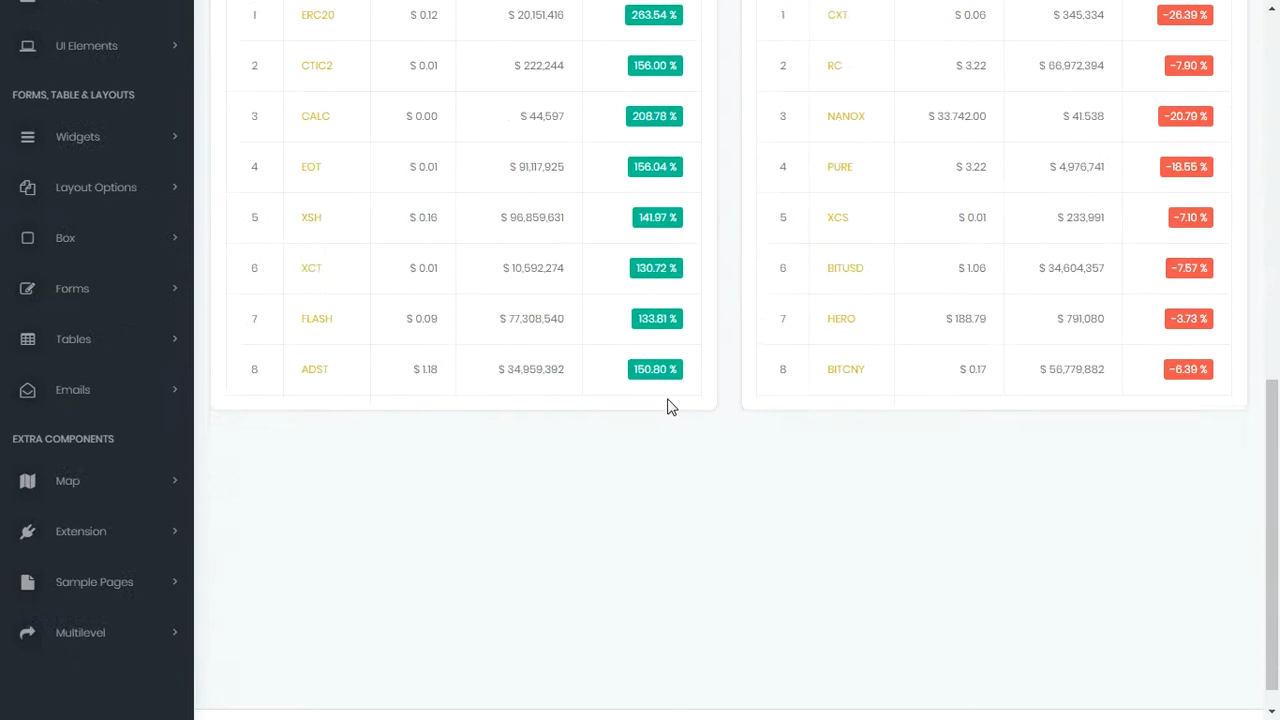 UI Elements
FORMS, TABLE & LAYOUTS
Widgets
Layout Options
Box
Forms
Tables
Emails
EXTRA COMPONENTS
Map
Extension
Sample Pages
Multilevel
1 ERC20 $ 0.12 $ 20,151,416 263.54 %
2 CTIC2 $ 0.01 $ 222,244 156.00 %
3 CALC $ 0.00 $ 44,597 208.78 %
4 EOT $ 0.01 $ 91,117,925 156.04 %
5 XSH $ 0.16 $ 96,859,631 141.97 %
6 XCT $ 0.01 $ 10,592,274 130.72 %
7 FLASH $ 0.09 $ 77,308,540 133.81 %
8 ADST $ 1.18 $ 34,959,392 150.80 %
1 CXT $ 0.06 $ 345,334 -26.39 %
2 RC $ 3.22 $ 66,972,394 -7.90 %
3 NANOX $ 33.742.00 $ 41.538 -20.79 %
4 PURE $ 3.22 $ 4,976,741 -18.55 %
5 XCS $ 0.01 $ 233,991 -7.10 %
6 BITUSD $ 1.06 $ 34,604,357 -7.57 %
7 HERO $ 188.79 $ 791,080 -3.73 %
8 BITCNY $ 0.17 $ 56,779,882 -6.39 %